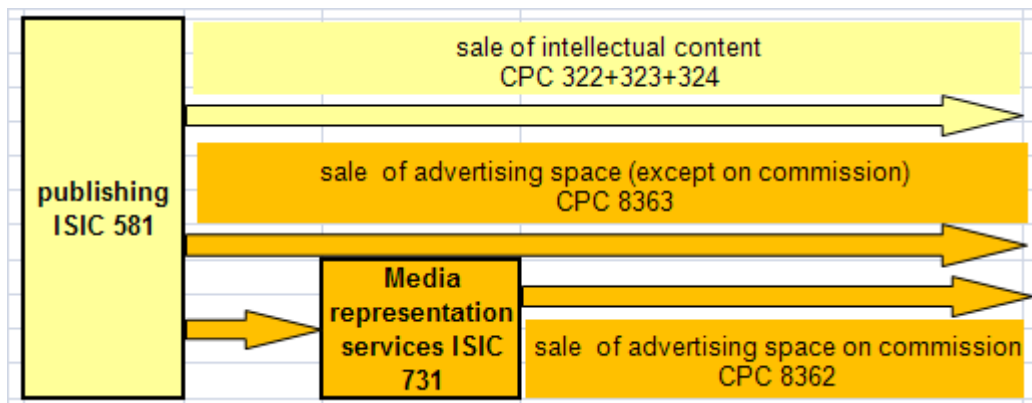 publishing
ISIC 581
sale of intellectual content
CPC 322+323+324
sale of advertising space (except on commission)
CPC 8363
Media
representation
services ISIC
731
sale of advertising space on commission
CPC 8362